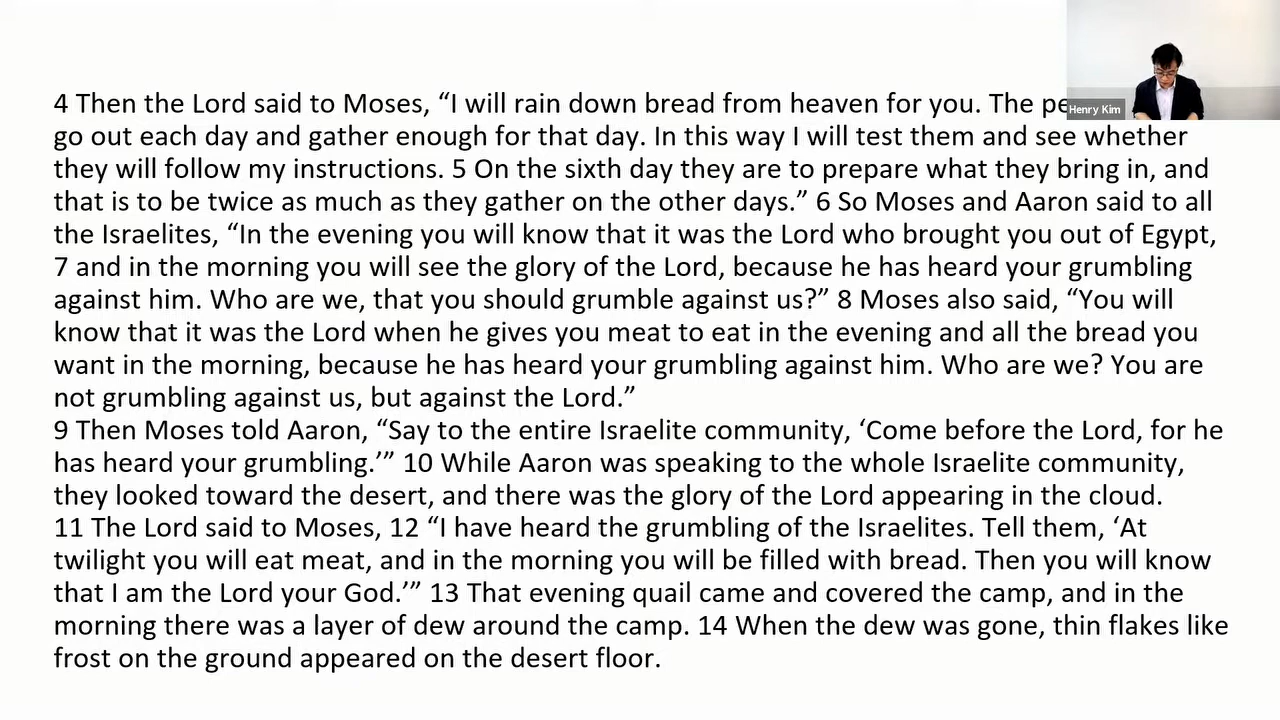 4 Then the Lord said to Moses, “I will rain down bread from heaven for you. The
go out each day and gather enough for that day. In this way I will test them and see whether
they will follow my instructions. 5 On the sixth day they are to prepare what they bring in, and
that is to be twice as much as they gather on the other days.” 6 So Moses and Aaron said to all
the Israelites, “In the evening you will know that it was the Lord who brought you out of Egypt,
7 and in the morning you will see the glory of the Lord, because he has heard your grumbling
against him. Who are we, that you should grumble against us?” 8 Moses also said, “You will
know that it was the Lord when he gives you meat to eat in the evening and all the bread you
want in the morning, because he has heard your grumbling against him. Who are we? You are
not grumbling against us, but against the Lord.”
9 Then Moses told Aaron, “Say to the entire Israelite community, ‘Come before the Lord, for he
has heard your grumbling.’” 10 While Aaron was speaking to the whole Israelite community,
they looked toward the desert, and there was the glory of the Lord appearing in the cloud.
11 The Lord said to Moses, 12 “I have heard the grumbling of the Israelites. Tell them, ‘At
twilight you will eat meat, and in the morning you will be filled with bread. Then you will know
that I am the Lord your God.’” 13 That evening quail came and covered the camp, and in the
morning there was a layer of dew around the camp. 14 When the dew was gone, thin flakes like
frost on the ground appeared on the desert floor.
Henry Kim